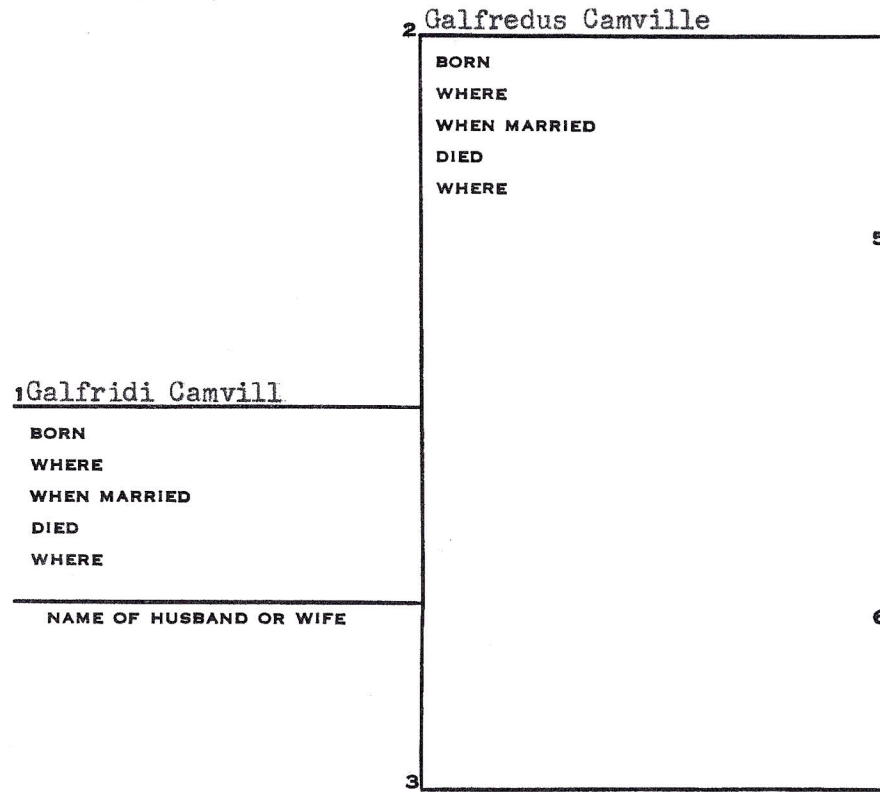 2 Galfredus Camville
BORN
WHERE
WHEN MARRIED
DIED
WHERE
5
1 Galfridi Camvill
BORN
WHERE
WHEN MARRIED
DIED
WHERE
NAME OF HUSBAND OR WIFE
6
3